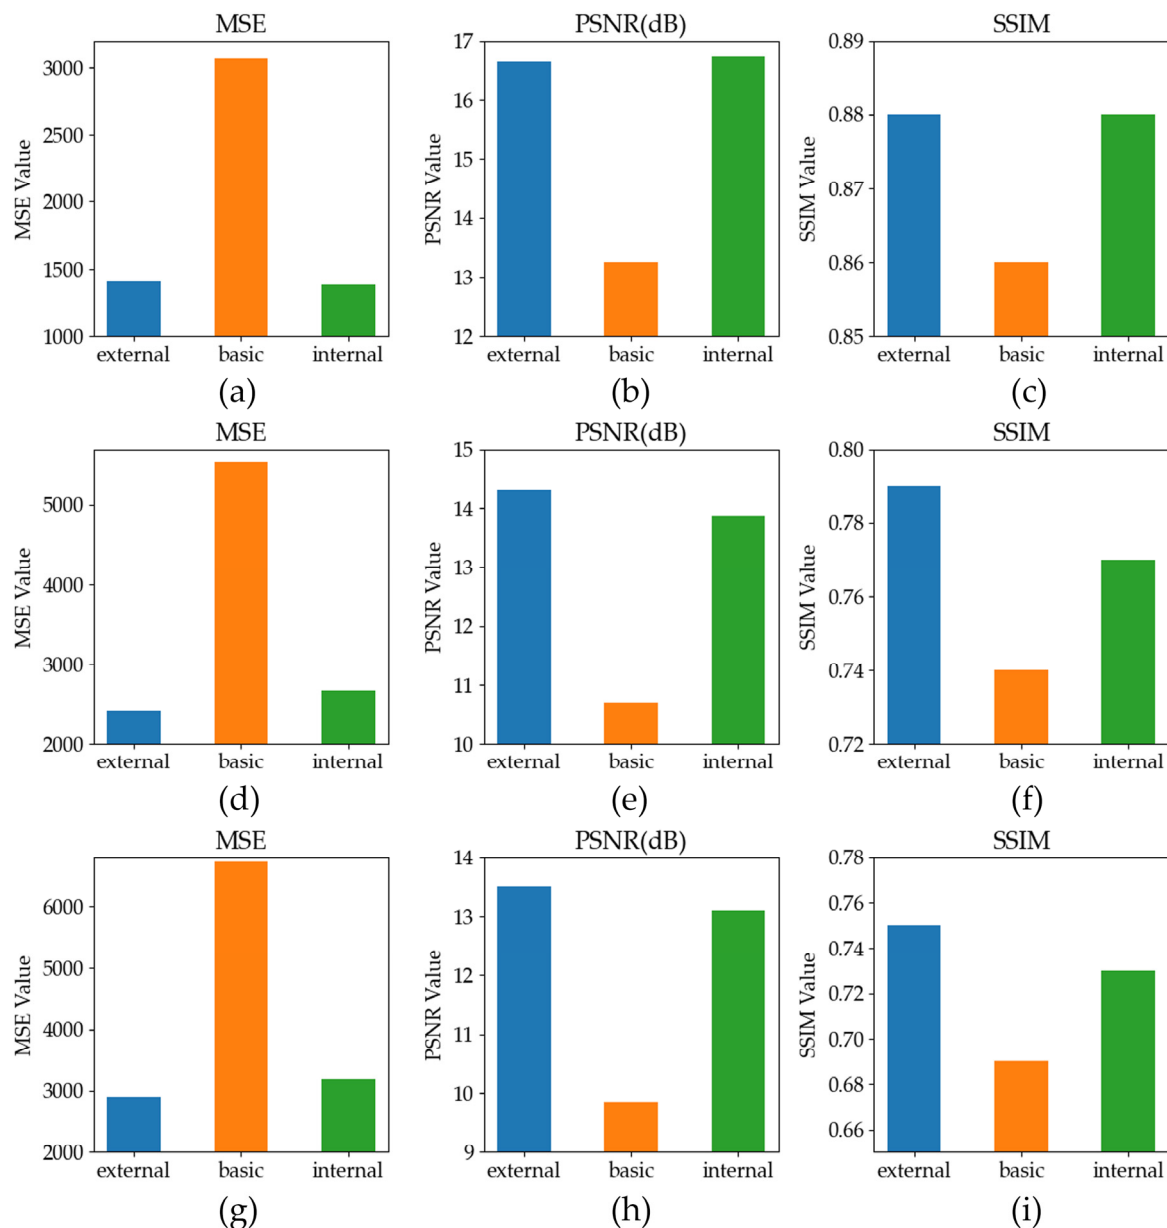 MSE
MSE Value
3000
2500
2000
1500
1000
external basic internal
(a)
PSNR(dB)
PSNR Value
17
16
15
14
13
12
external basic internal
(b)
SSIM
SSIM Value
0.89
0.88
0.87
0.86
0.85
external basic internal
(c)
MSE
MSE Value
5000
4000
3000
2000
external basic internal
(d)
PSNR(dB)
PSNR Value
15
14
13
12
11
10
external basic internal
(e)
SSIM
SSIM Value
0.80
0.78
0.76
0.74
0.72
external basic internal
(f)
MSE
MSE Value
6000
5000
4000
3000
2000
external basic internal
(g)
PSNR(dB)
PSNR Value
14
13
12
11
10
9
external basic internal
(h)
SSIM
SSIM Value
0.78
0.76
0.74
0.72
0.70
0.68
0.66
external basic internal
(i)